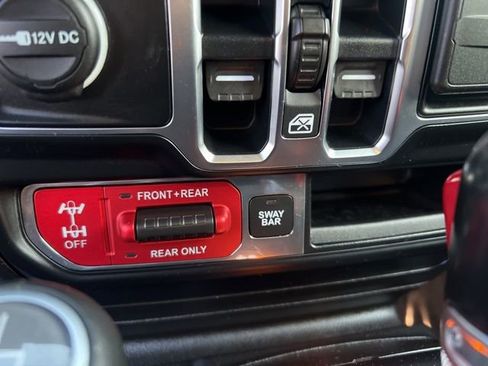 12V DC
FRONT+REAR
OFF
REAR ONLY
SWAY
BAR